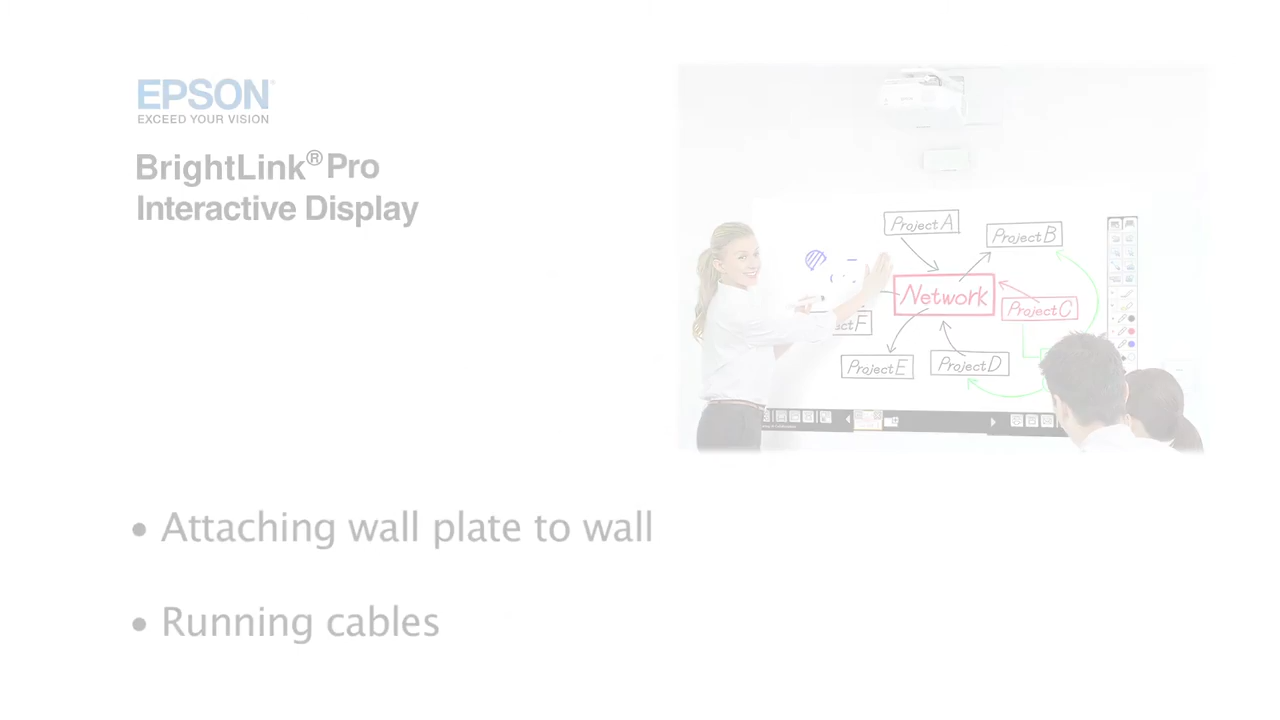 EPSON
EXCEED YOUR VISION
BrightLink® Pro
Interactive Display
Project A
Project B
Network
Project C
ectF
Project E
Project D
• Attaching wall plate to wall
• Running cables